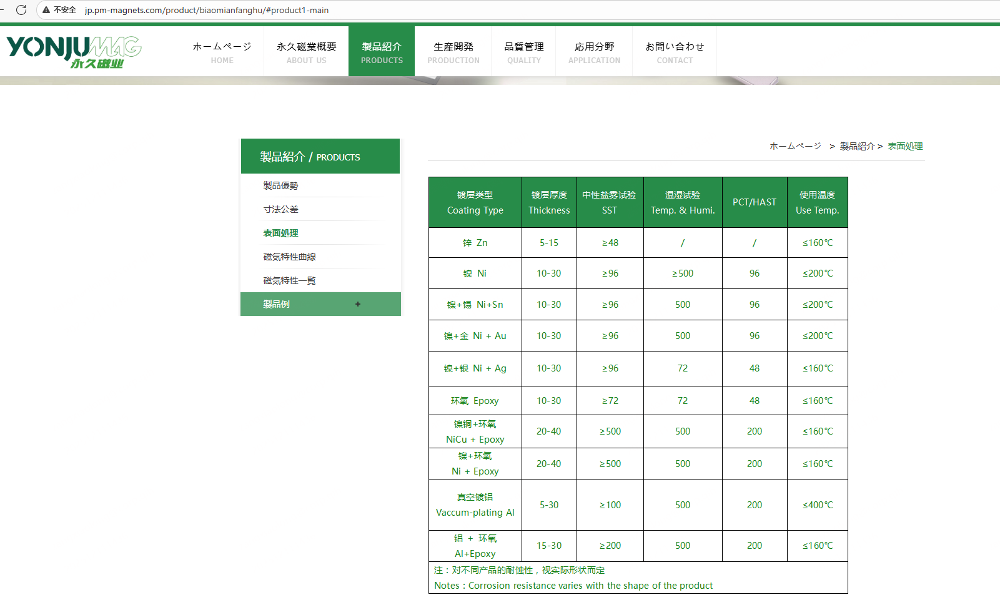 不安全 jp.pm-magnets.com/product/biaomianfanghu/#product1-main
YONJUMAG
永久磁业
ホームページ 永久磁業概要 製品紹介 生産開発 品質管理 応用分野 お問い合わせ
HOME ABOUT US PRODUCTS PRODUCTION QUALITY APPLICATION CONTACT
製品紹介 / PRODUCTS
製品優勢
寸法公差
表面処理
磁気特性曲線
磁気特性一覧
製品例 +
ホームページ > 製品紹介 > 表面処理
镀层类型 镀层厚度 中性盐雾试验 温湿试验 PCT/HAST 使用温度
Coating Type Thickness SST Temp. & Humi. Use Temp.
锌 Zn 5-15 ≥48 / / ≤160℃
镍 Ni 10-30 ≥96 ≥500 96 ≤200℃
镍+锡 Ni+Sn 10-30 ≥96 500 96 ≤200℃
镍+金 Ni + Au 10-30 ≥96 500 96 ≤200℃
镍+银 Ni + Ag 10-30 ≥96 72 48 ≤160℃
环氧 Epoxy 10-30 ≥72 72 48 ≤160℃
镍铜+环氧
NiCu + Epoxy 20-40 ≥500 500 200 ≤160℃
镍+环氧
Ni + Epoxy 20-40 ≥500 500 200 ≤160℃
真空镀铝
Vaccum-plating Al 5-30 ≥100 500 200 ≤400℃
铝 + 环氧
Al+Epoxy 15-30 ≥200 500 200 ≤160℃
注：对不同产品的耐蚀性，视实际形状而定
Notes : Corrosion resistance varies with the shape of the product